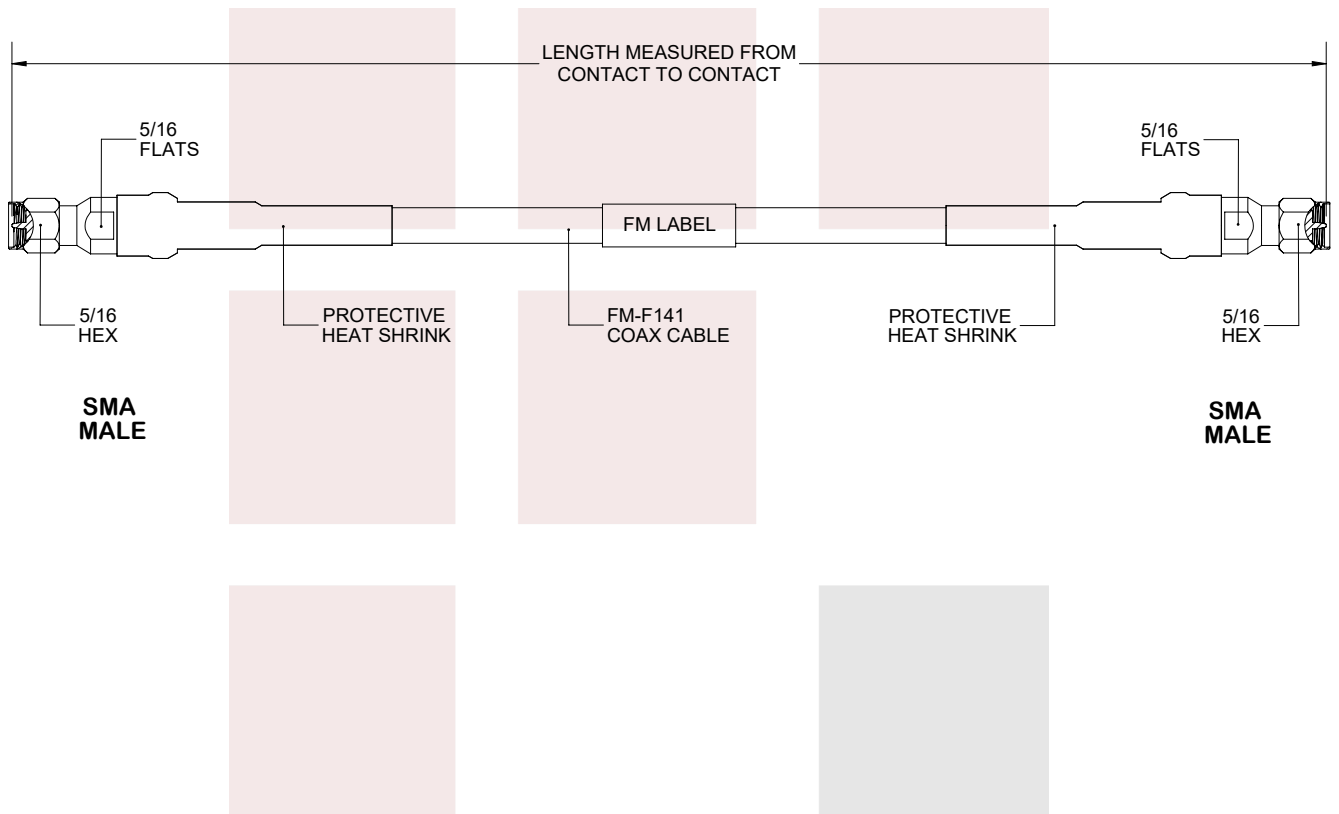 LENGTH MEASURED FROM
CONTACT TO CONTACT
5/16
FLATS
5/16
FLATS
FM LABEL
5/16
HEX
PROTECTIVE
HEAT SHRINK
FM-F141
COAX CABLE
PROTECTIVE
HEAT SHRINK
5/16
HEX
SMA
MALE
SMA
MALE